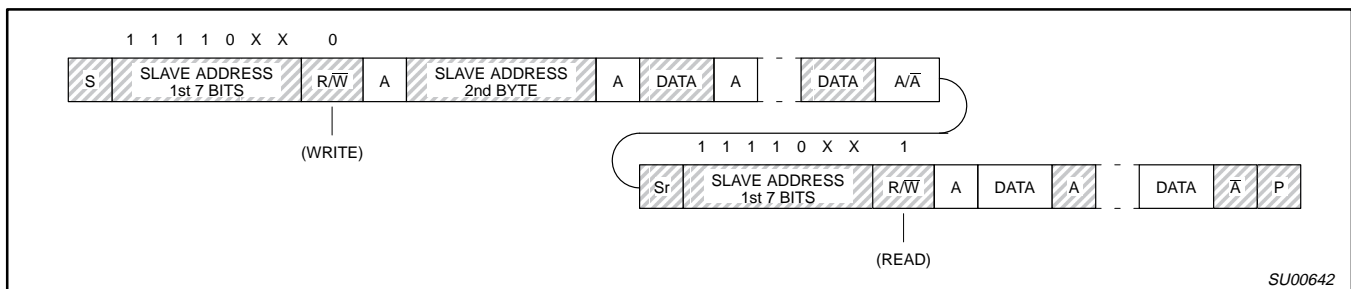 1 1 1 1 0 X X 0
S SLAVE ADDRESS 1st 7 BITS R/W̅ A SLAVE ADDRESS 2nd BYTE A DATA A DATA A/A̅
(WRITE)
1 1 1 1 0 X X 1
Sr SLAVE ADDRESS 1st 7 BITS R/W̅ A DATA A DATA A̅ P
(READ)
SU00642